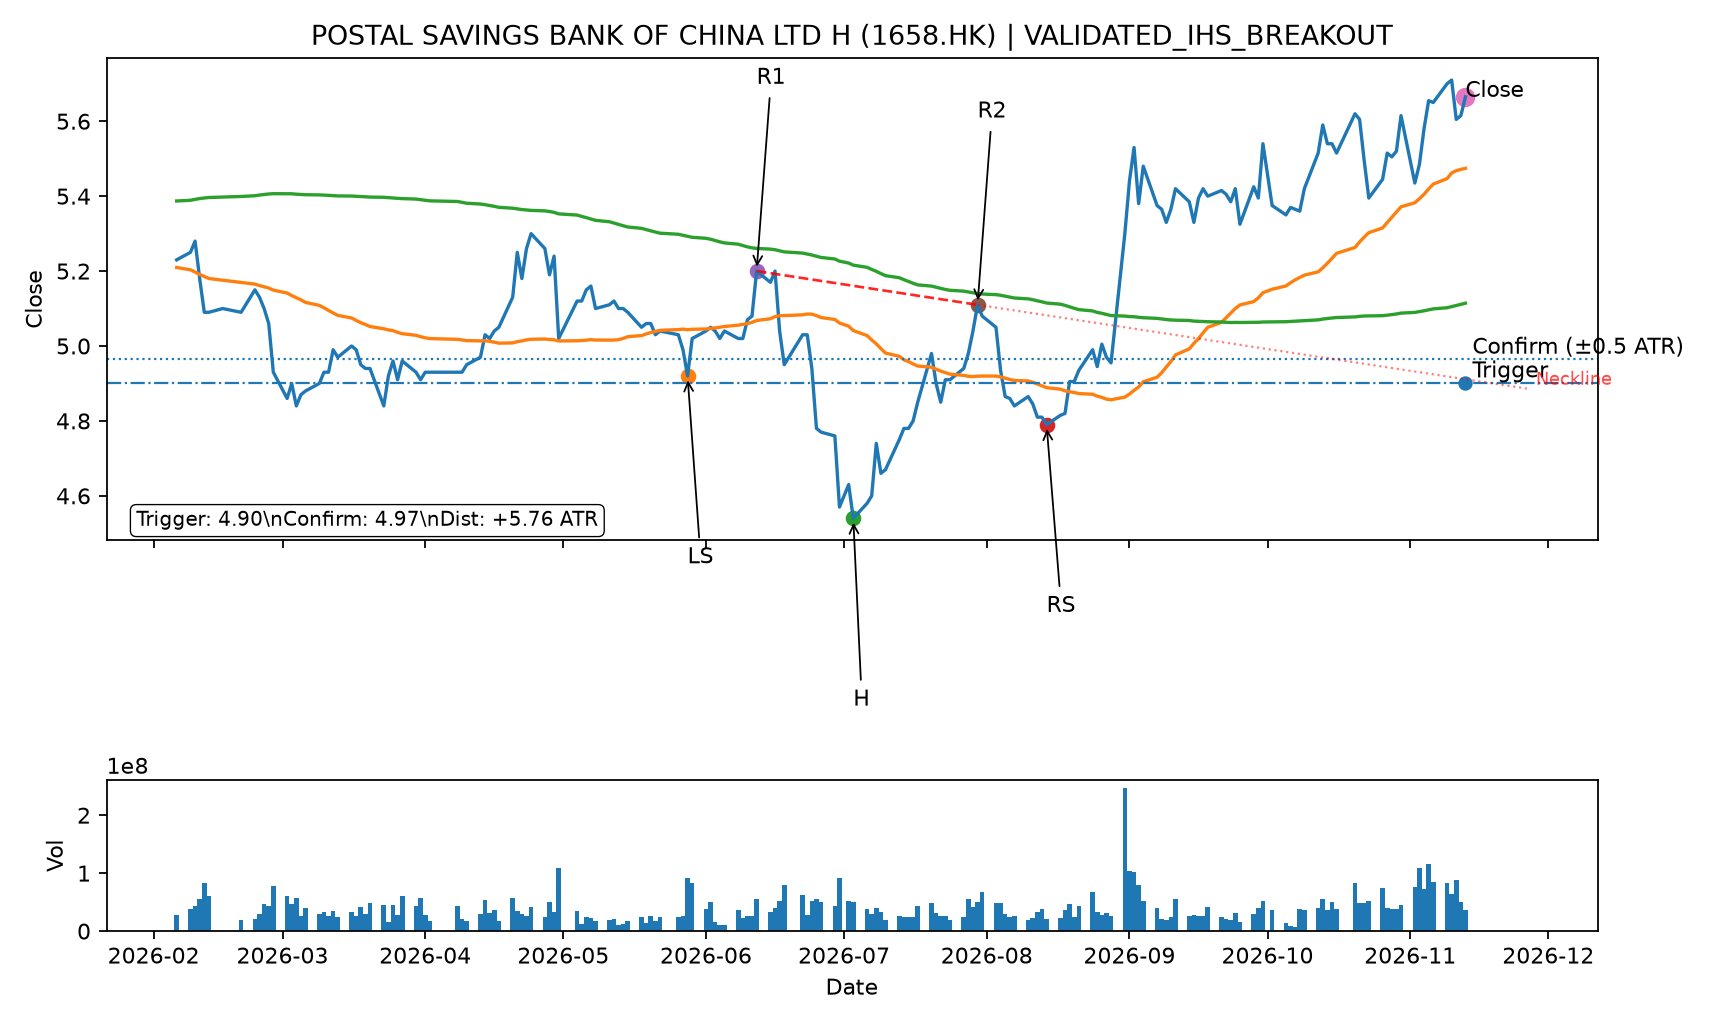 POSTAL SAVINGS BANK OF CHINA LTD H (1658.HK) | VALIDATED_IHS_BREAKOUT
R1
Close
R2
5.6
5.4
5.2
5.0
4.8
4.6
Close
Confirm (±0.5 ATR)
Trigger
Neckline
Trigger: 4.90\nConfirm: 4.97\nDist: +5.76 ATR
LS
RS
H
1e8
2
1
0
Vol
2026-02 2026-03 2026-04 2026-05 2026-06 2026-07 2026-08 2026-09 2026-10 2026-11 2026-12
Date